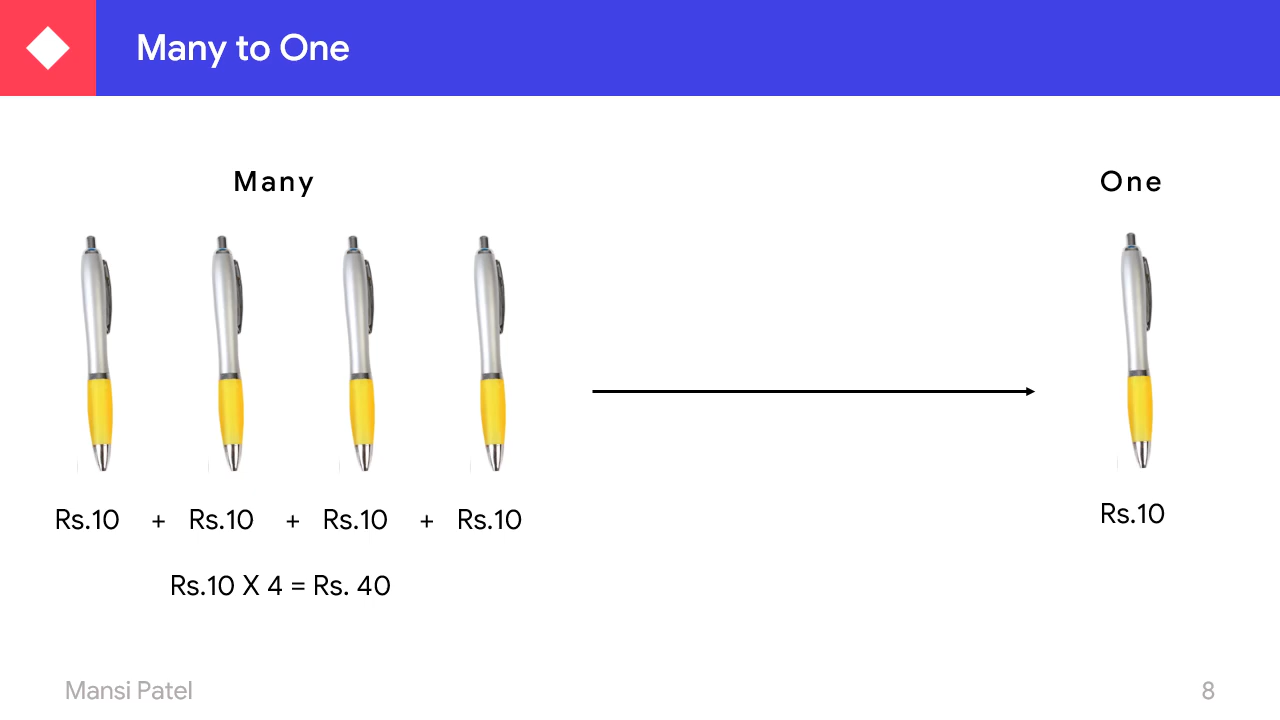 Many to One
Many
One
Rs.10 + Rs.10 + Rs.10 + Rs.10
Rs.10
Rs.10 X 4 = Rs. 40
Mansi Patel
8